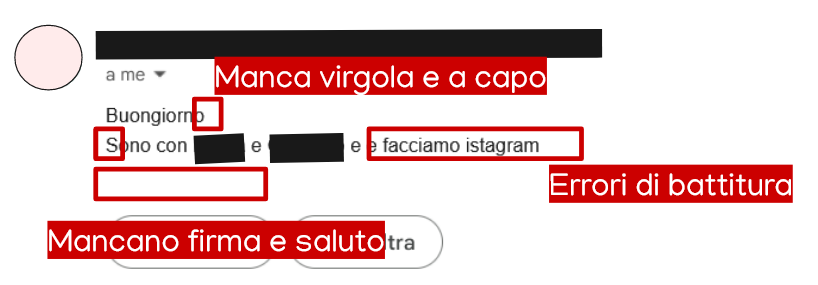 a me
Manca virgola e a capo
Buongiorno
Sono con e e e facciamo istagram
Errori di battitura
Mancano firma e saluto
tra